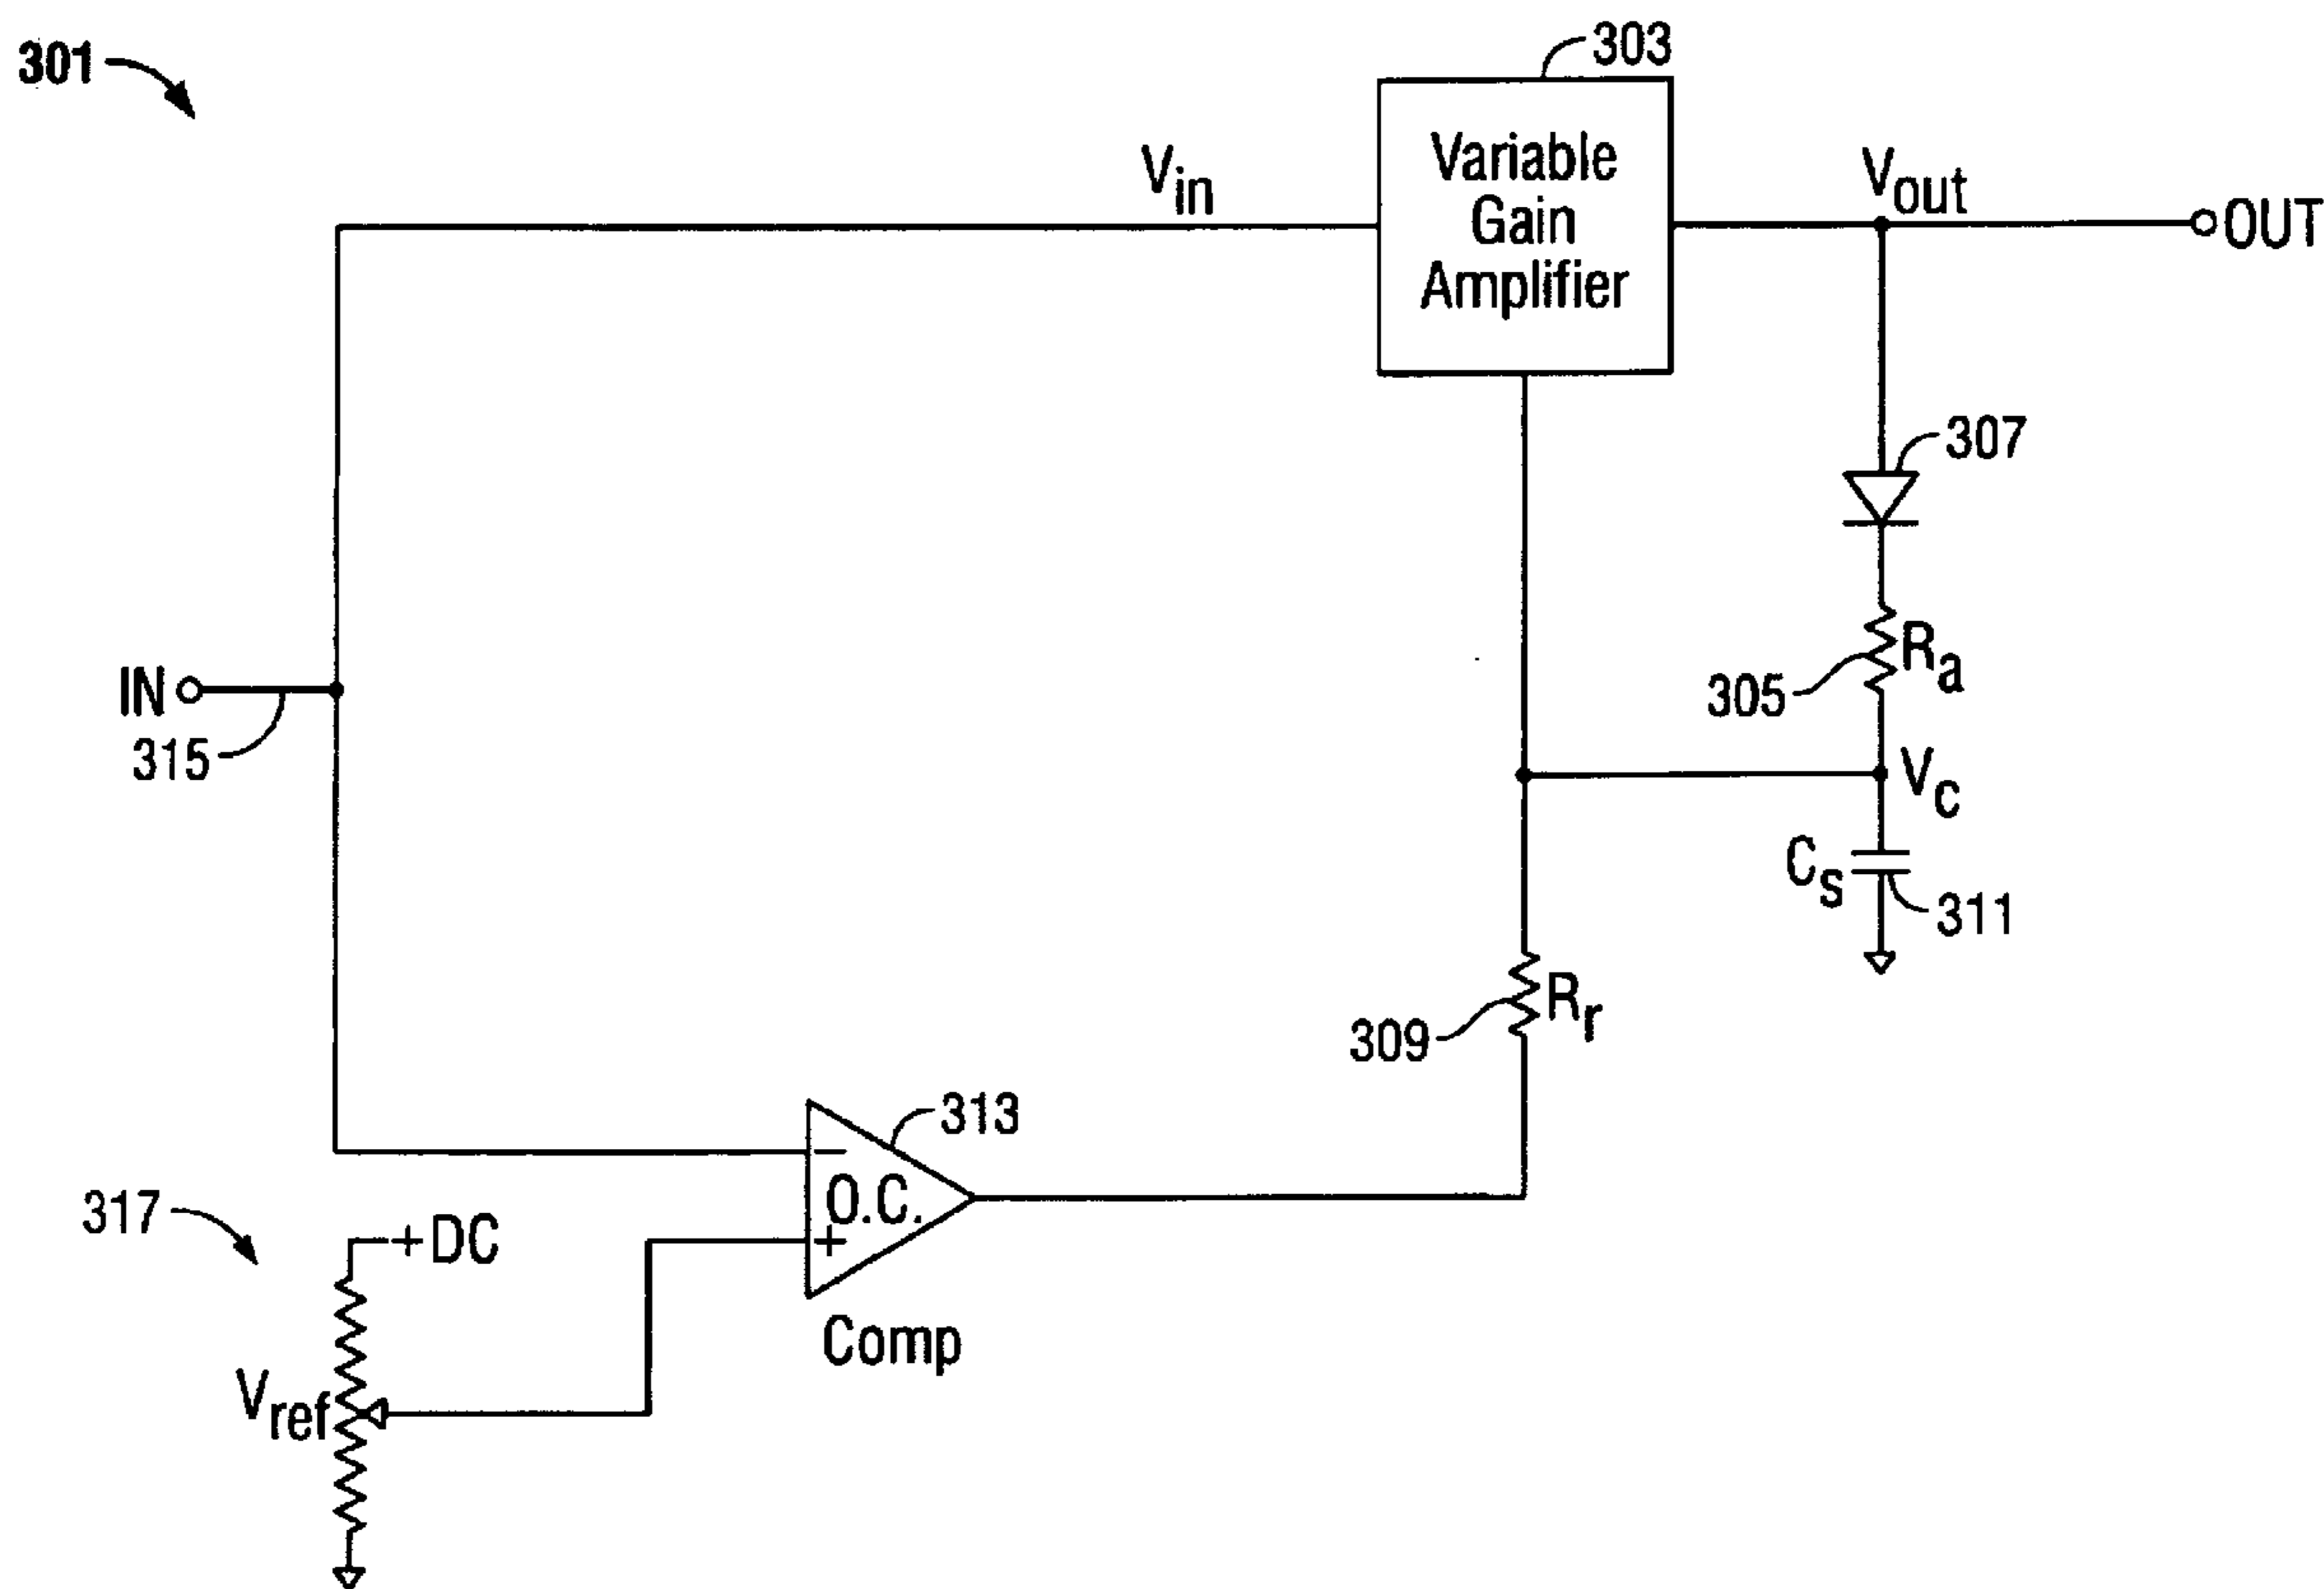 301
303
Variable
Gain
Amplifier
Vin
Vout
OUT
307
Ra
305
IN
315
Vc
Cs
311
Rr
309
313
-
O.C.
+
Comp
317
+DC
Vref